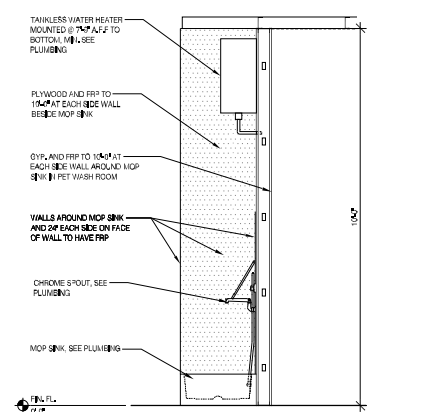 TANKLESS WATER HEATER
MOUNTED @ 7'-5" A.F.F TO
BOTTOM, MIN. SEE
PLUMBING
PLYWOOD AND FRP TO
10'-0" AT EACH SIDE WALL
BESIDE MOP SINK
GYP. AND FRP TO 10'-0" AT
EACH SIDE WALL AROUND MOP
SINK IN PET WASH ROOM
WALLS AROUND MOP SINK
AND 24" EACH SIDE ON FACE
OF WALL TO HAVE FRP
10'-0"
CHROME SPOUT, SEE
PLUMBING
MOP SINK, SEE PLUMBING
FIN. FL.
0'-0"